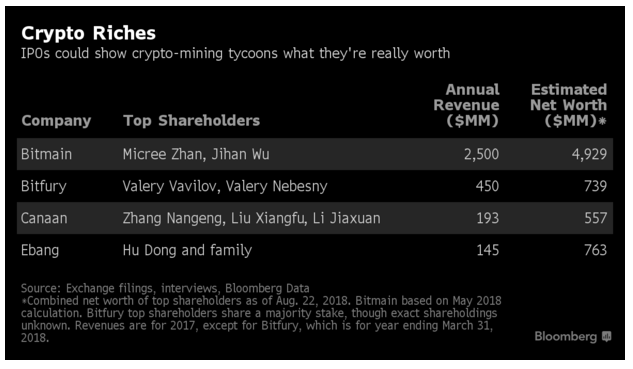 Crypto Riches
IPOs could show crypto-mining tycoons what they're really worth
Company Top Shareholders Annual Revenue ($MM) Estimated Net Worth ($MM)*
Bitmain Micree Zhan, Jihan Wu 2,500 4,929
Bitfury Valery Vavilov, Valery Nebesny 450 739
Canaan Zhang Nangeng, Liu Xiangfu, Li Jiaxuan 193 557
Ebang Hu Dong and family 145 763
Source: Exchange filings, interviews, Bloomberg Data
*Combined net worth of top shareholders as of Aug. 22, 2018. Bitmain based on May 2018
calculation. Bitfury top shareholders share a majority stake, though exact shareholdings
unknown. Revenues are for 2017, except for Bitfury, which is for year ending March 31,
2018.
Bloomberg